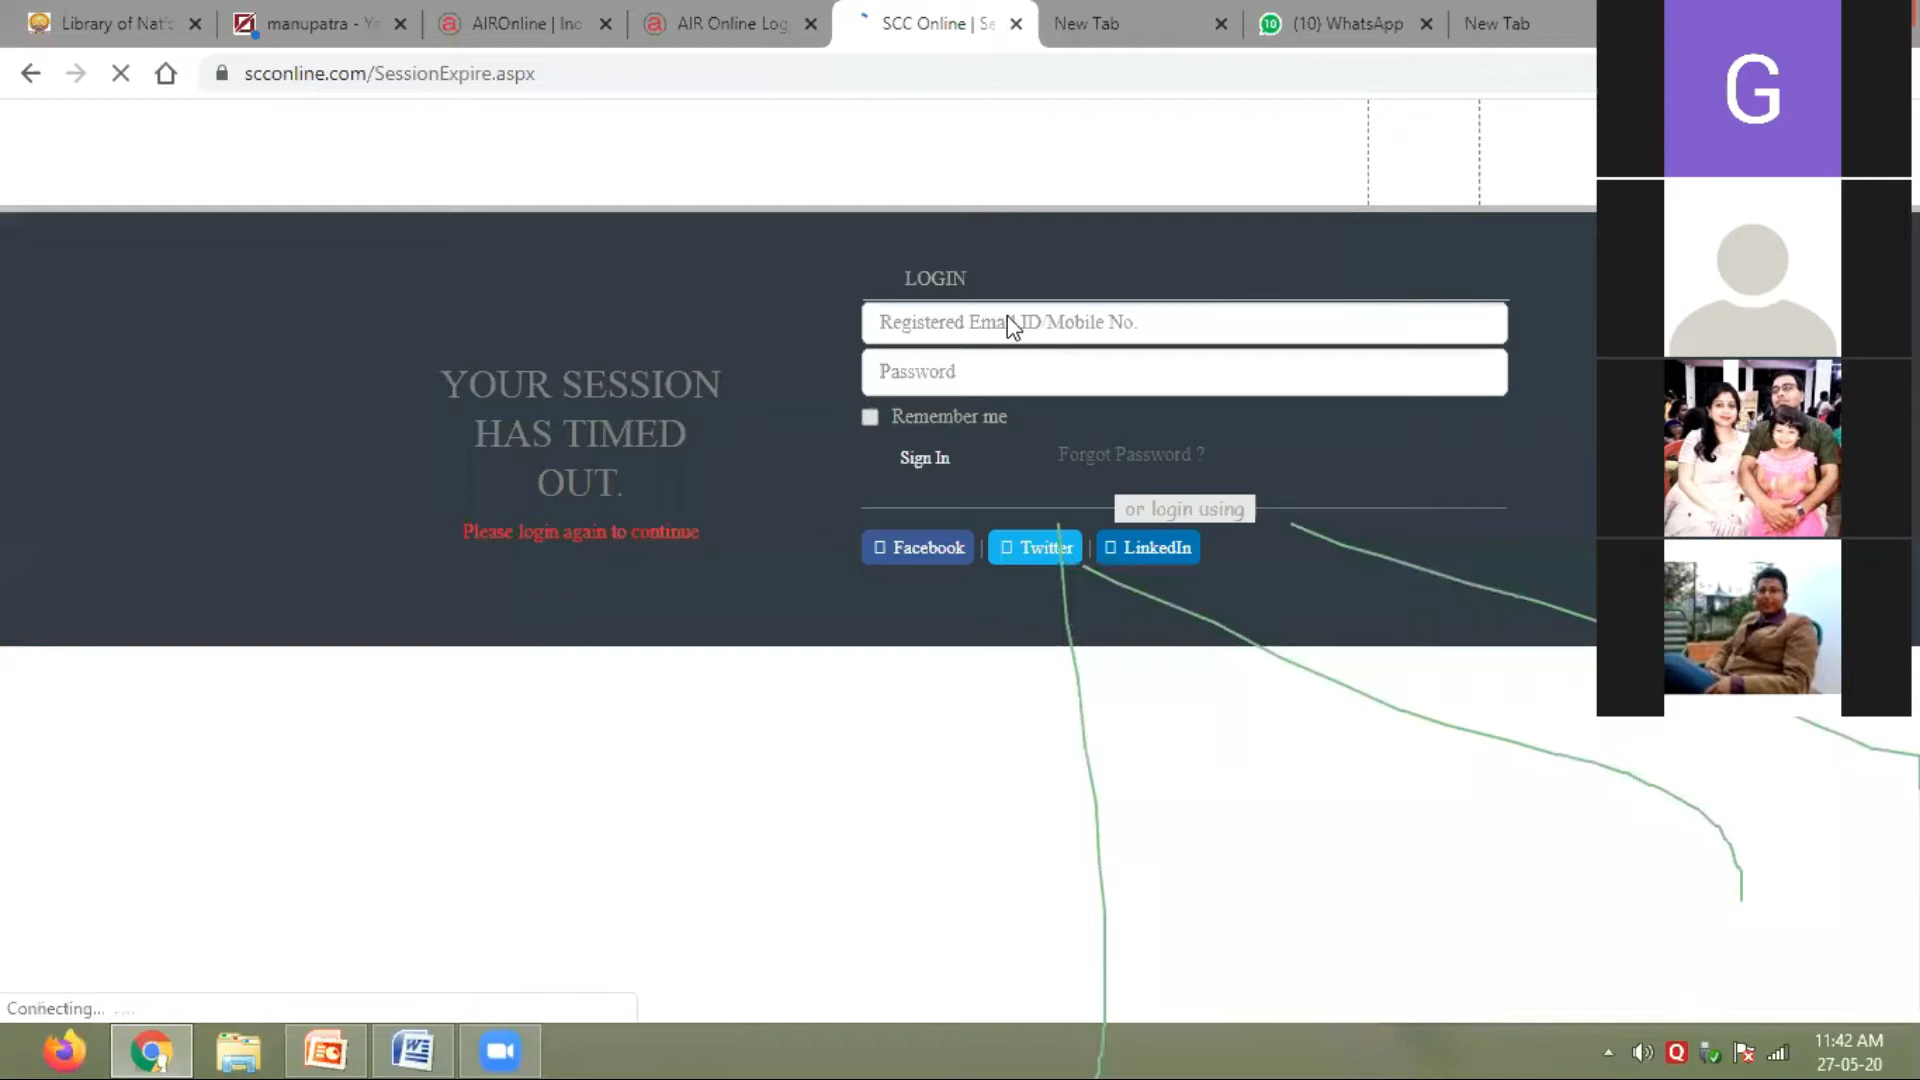 Library of Nati
manupatra - Ye
AIROnline | Inc
AIR Online Log
SCC Online | Se
New Tab
(10) WhatsApp
New Tab
scconline.com/SessionExpire.aspx
G
LOGIN
Registered Email ID/Mobile No.
Password
Remember me
Sign In
Forgot Password ?
YOUR SESSION
HAS TIMED
OUT.
Please login again to continue
or login using
Facebook | Twitter | LinkedIn
Connecting...
11:42 AM
27-05-20